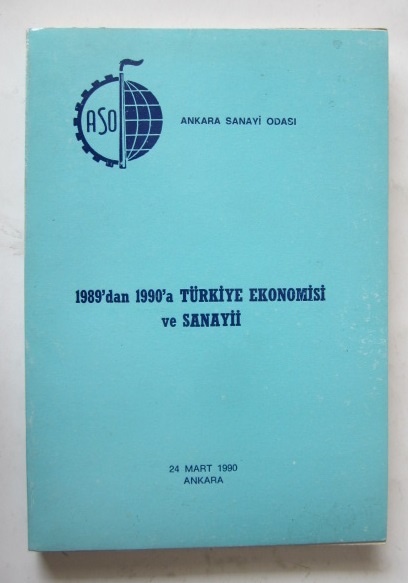 ASO
ANKARA SANAYİ ODASI
1989'dan 1990'a TÜRKİYE EKONOMİSİ
ve SANAYİİ
24 MART 1990
ANKARA